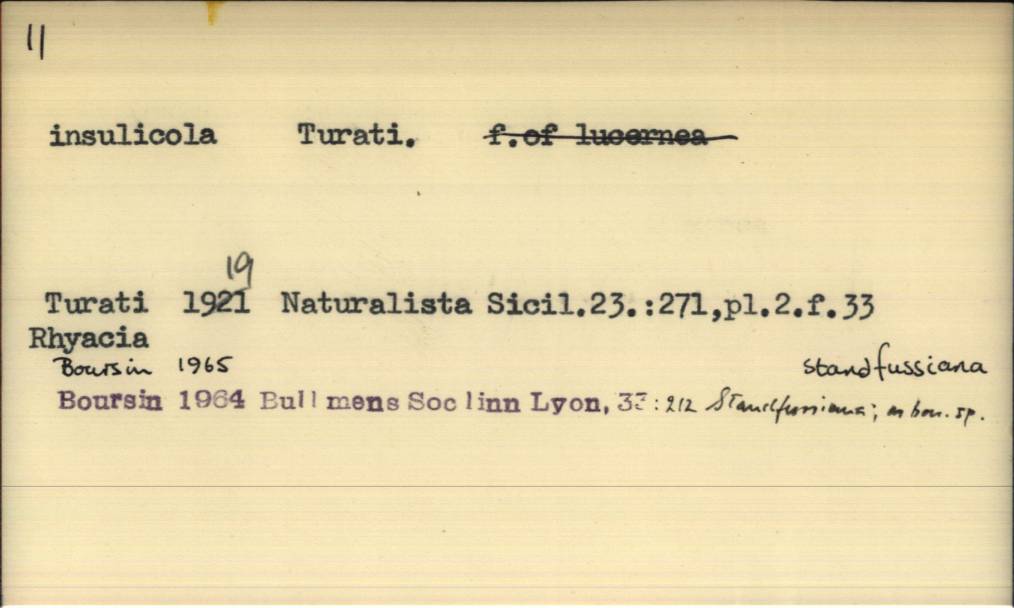 11
insulicola Turati. f.of lucernea
19
Turati 1921 Naturalista Sicil.23.:271,pl.2.f.33
Rhyacia
Boursin 1965 standfussiana
Boursin 1964 Bull mens Soc linn Lyon, 33:212 Standfussiana; as bon. sp.